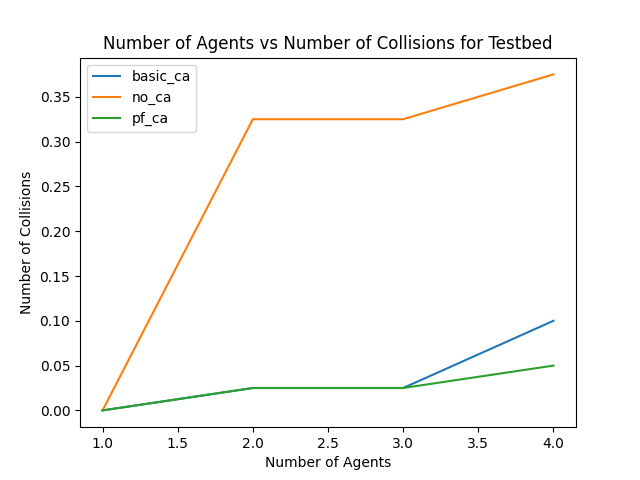 Number of Agents vs Number of Collisions for Testbed
basic_ca
no_ca
pf_ca
Number of Collisions
0.35
0.30
0.25
0.20
0.15
0.10
0.05
0.00
1.0 1.5 2.0 2.5 3.0 3.5 4.0
Number of Agents